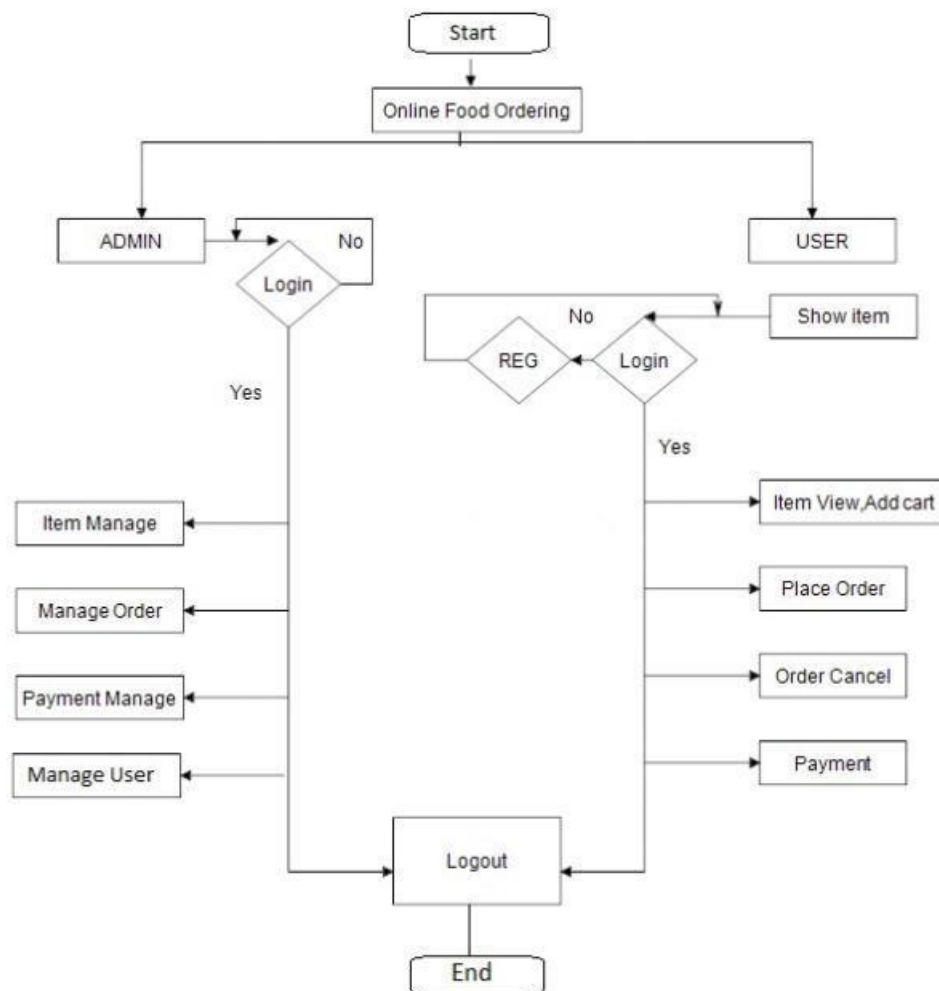 Start
Online Food Ordering
ADMIN
No
Login
USER
Show item
No
REG
Login
Yes
Yes
Item Manage
Item View,Add cart
Manage Order
Place Order
Payment Manage
Order Cancel
Manage User
Payment
Logout
End